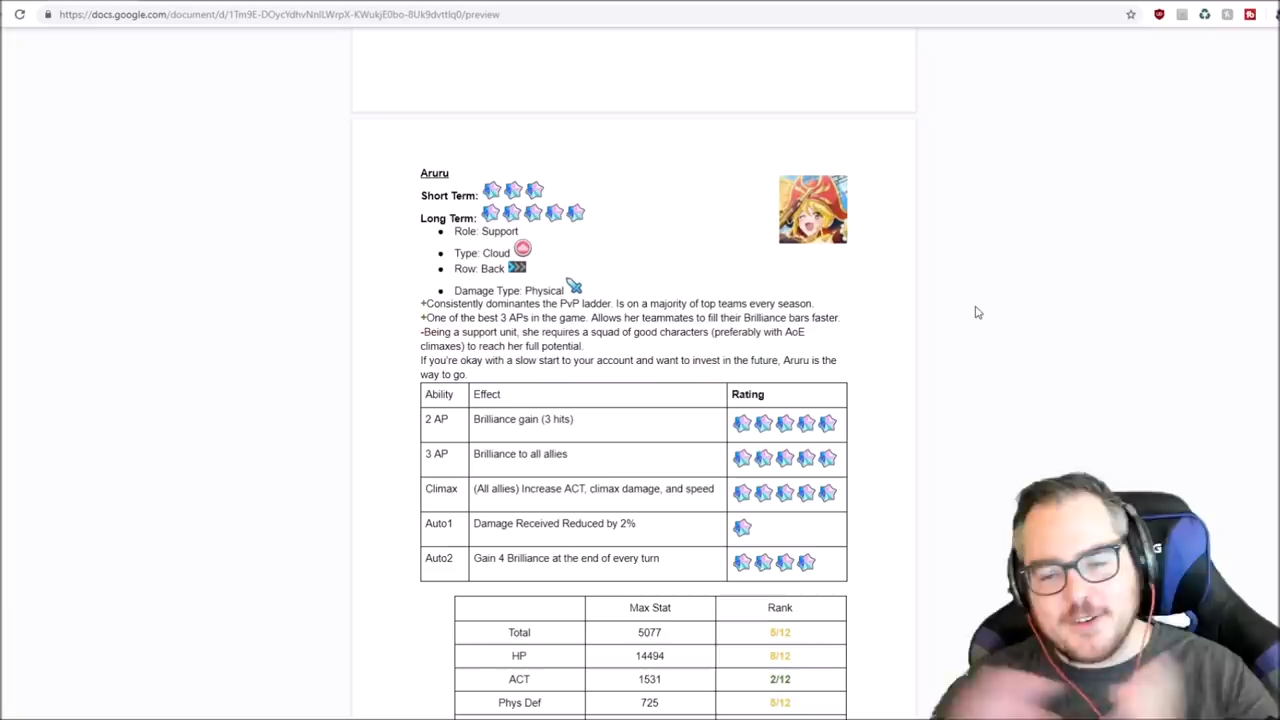 https://docs.google.com/document/d/1Tm9E-DOycYdhvNnlLWrpX-KWukjE0bo-8Uk9dvttlq0/preview
Aruru
Short Term:
Long Term:
Role: Support
Type: Cloud
Row: Back
Damage Type: Physical
+Consistently dominantes the PvP ladder. Is on a majority of top teams every season.
+One of the best 3 APs in the game. Allows her teammates to fill their Brilliance bars faster.
-Being a support unit, she requires a squad of good characters (preferably with AoE
climaxes) to reach her full potential.
If you're okay with a slow start to your account and want to invest in the future, Aruru is the
way to go.
Ability Effect Rating
2 AP Brilliance gain (3 hits)
3 AP Brilliance to all allies
Climax (All allies) Increase ACT, climax damage, and speed
Auto1 Damage Received Reduced by 2%
Auto2 Gain 4 Brilliance at the end of every turn
Max Stat Rank
Total 5077 5/12
HP 14494 8/12
ACT 1531 2/12
Phys Def 725 5/12